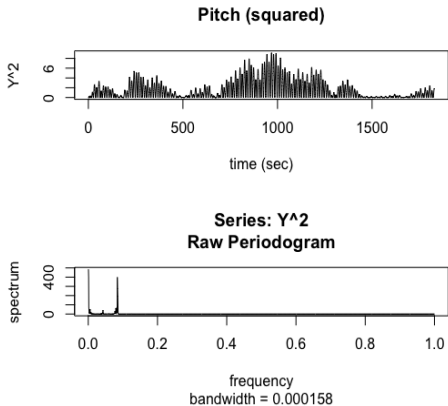 Pitch (squared)
Y^2
0
6
0
500
1000
1500
time (sec)
Series: Y^2
Raw Periodogram
spectrum
0
400
0.0
0.2
0.4
0.6
0.8
1.0
frequency
bandwidth = 0.000158